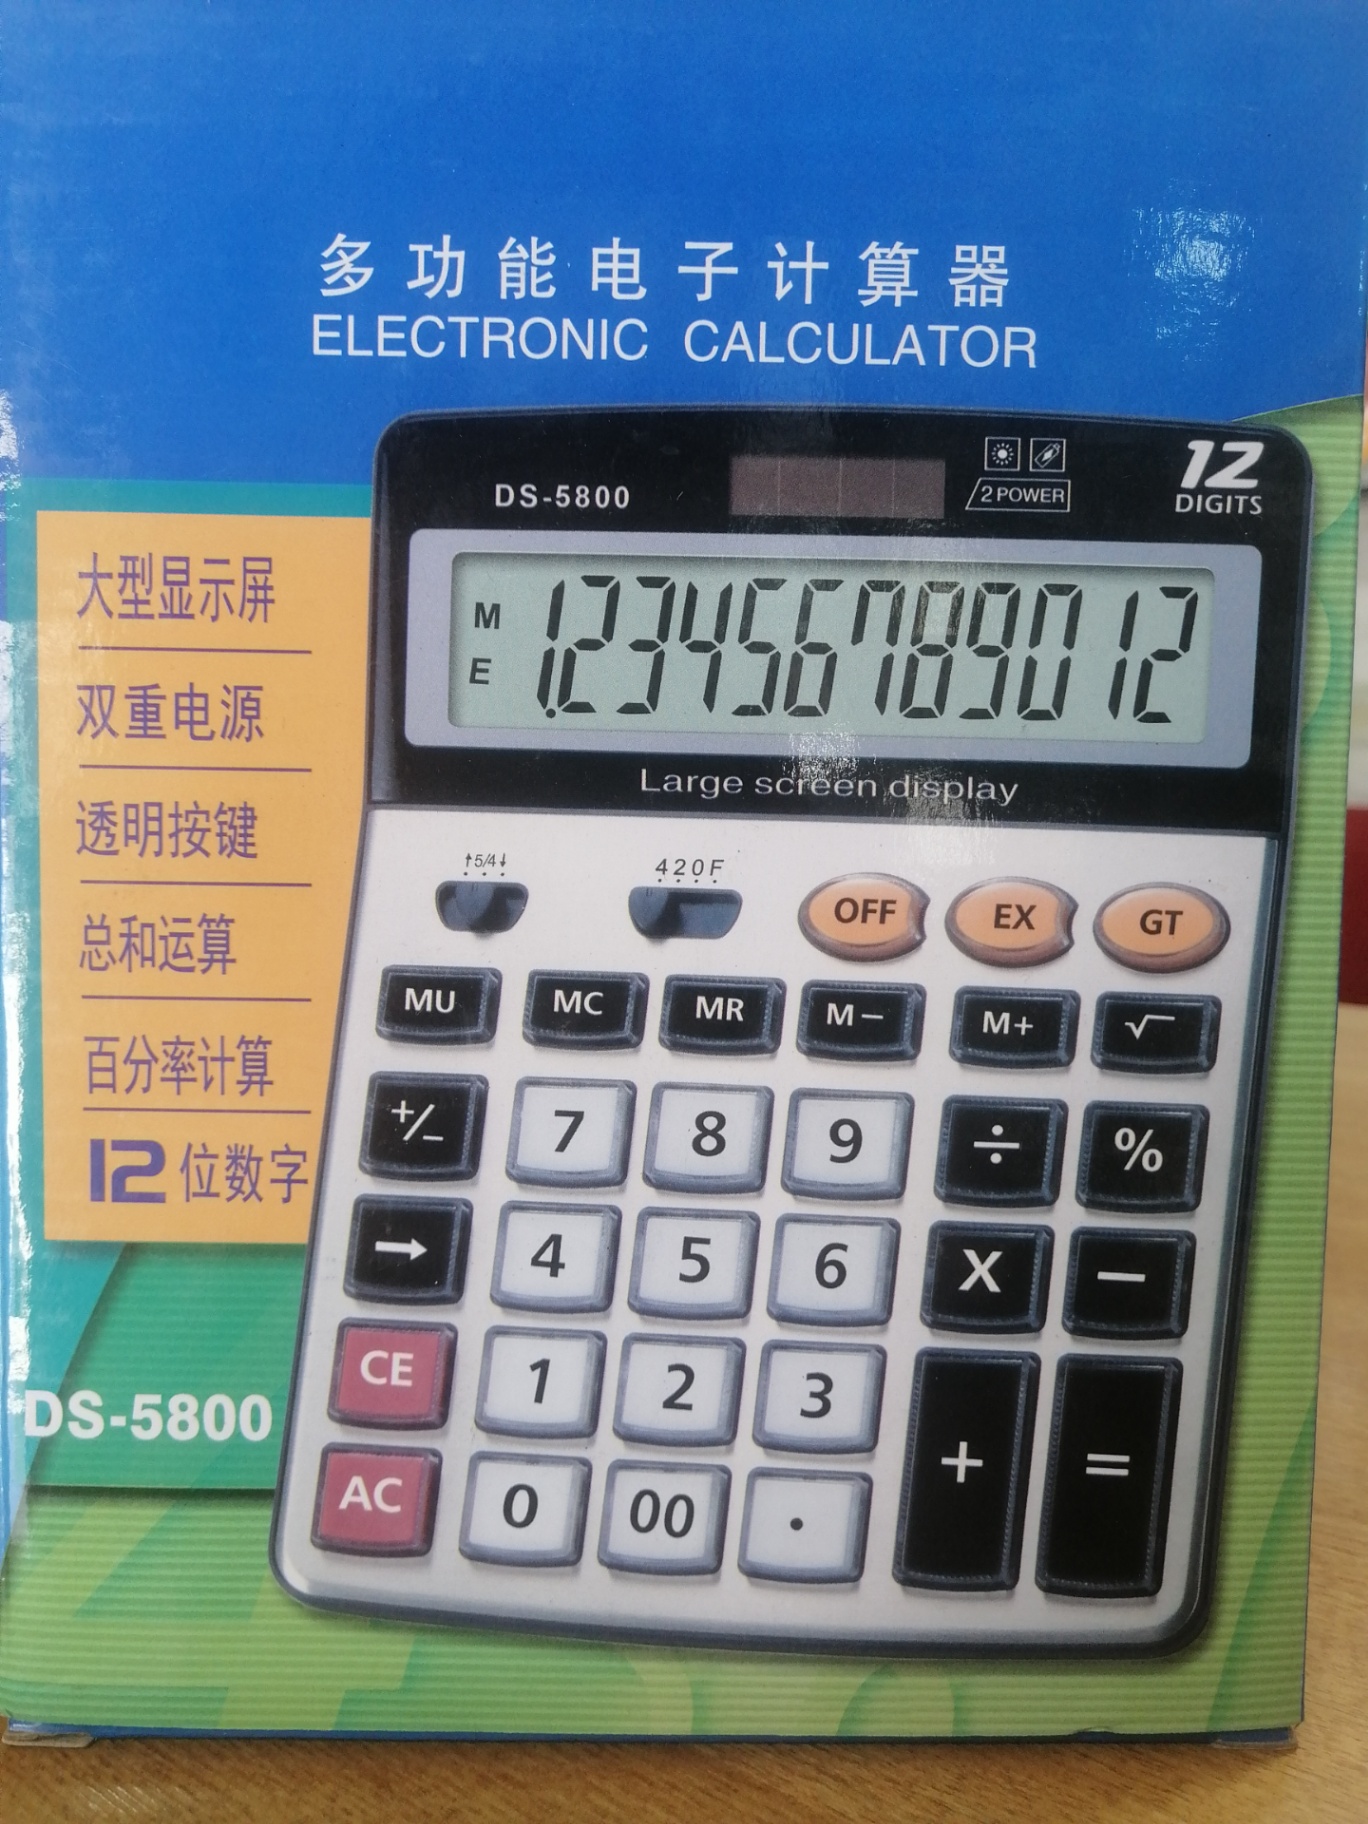 多功能电子计算器
ELECTRONIC CALCULATOR
DS-5800
2 POWER
12
DIGITS
M
E
1.23456789012
Large screen display
大型显示屏
双重电源
透明按键
总和运算
百分率计算
12位数字
DS-5800
↑5/4↓
420F
OFF EX GT
MU MC MR M− M+ √
+/− 7 8 9 ÷ %
→ 4 5 6 X −
CE 1 2 3 + =
AC 0 00 .